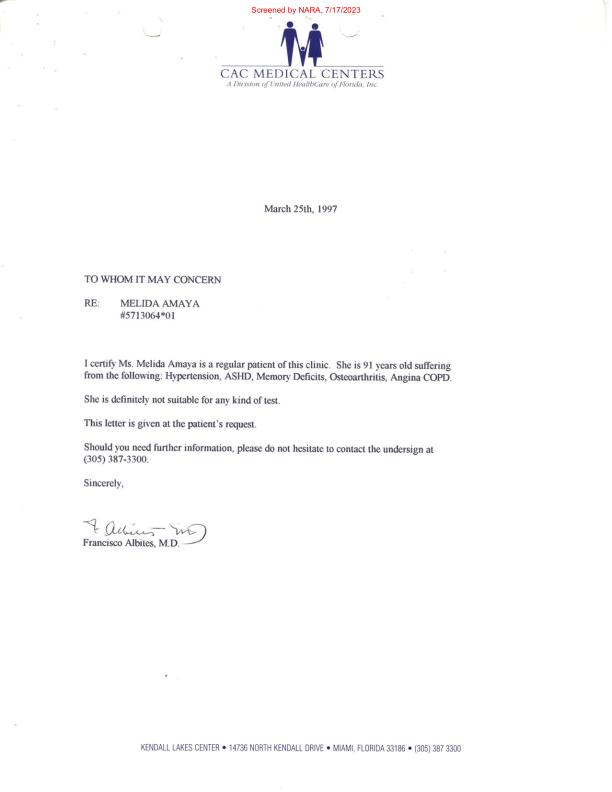 Screened by NARA, 7/17/2023
CAC MEDICAL CENTERS
A Division of United HealthCare of Florida, Inc.
March 25th, 1997
TO WHOM IT MAY CONCERN
RE: MELIDA AMAYA
#5713064*01
I certify Ms. Melida Amaya is a regular patient of this clinic. She is 91 years old suffering
from the following: Hypertension, ASHD, Memory Deficits, Osteoarthritis, Angina COPD.
She is definitely not suitable for any kind of test.
This letter is given at the patient's request.
Should you need further information, please do not hesitate to contact the undersign at
(305) 387-3300.
Sincerely,
F Albites MD
Francisco Albites, M.D.
KENDALL LAKES CENTER • 14736 NORTH KENDALL DRIVE • MIAMI, FLORIDA 33186 • (305) 387 3300